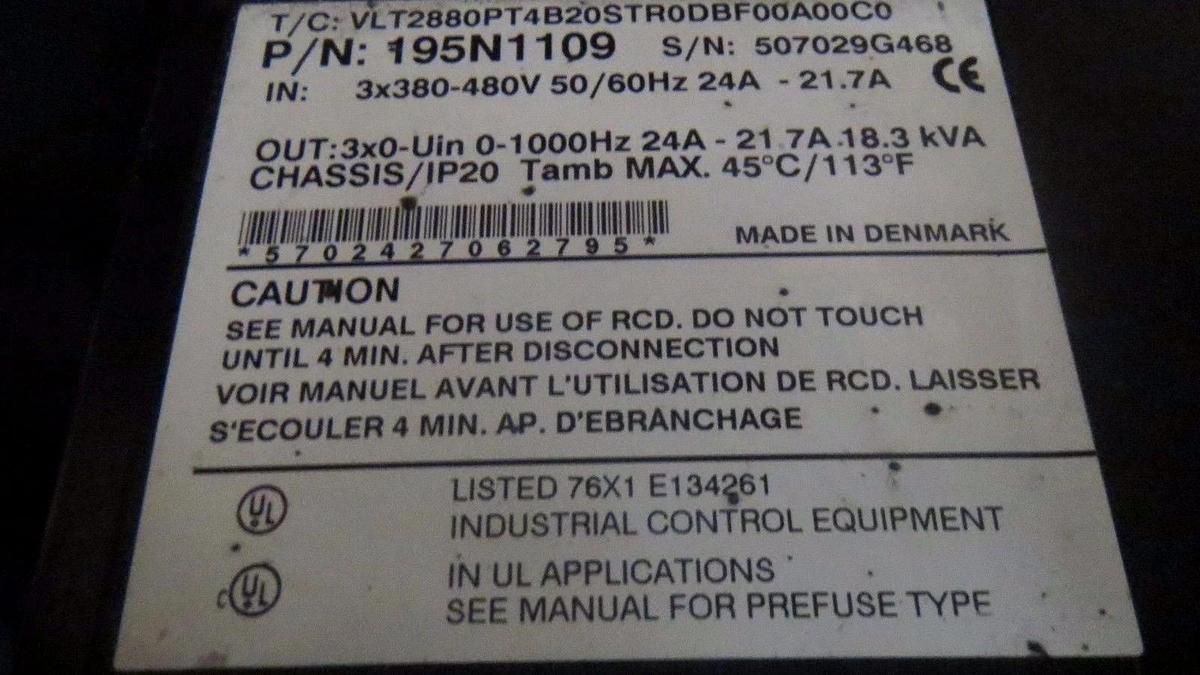 T/C: VLT2880PT4B20STR0DBF00A00C0
P/N: 195N1109 S/N: 507029G468
IN: 3x380-480V 50/60Hz 24A - 21.7A CE
OUT:3x0-Uin 0-1000Hz 24A - 21.7A 18.3 kVA
CHASSIS/IP20 Tamb MAX. 45°C/113°F
*5702427062795* MADE IN DENMARK
CAUTION
SEE MANUAL FOR USE OF RCD. DO NOT TOUCH
UNTIL 4 MIN. AFTER DISCONNECTION
VOIR MANUEL AVANT L'UTILISATION DE RCD. LAISSER
S'ECOULER 4 MIN. AP. D'EBRANCHAGE
UL LISTED 76X1 E134261
INDUSTRIAL CONTROL EQUIPMENT
c UL IN UL APPLICATIONS
SEE MANUAL FOR PREFUSE TYPE